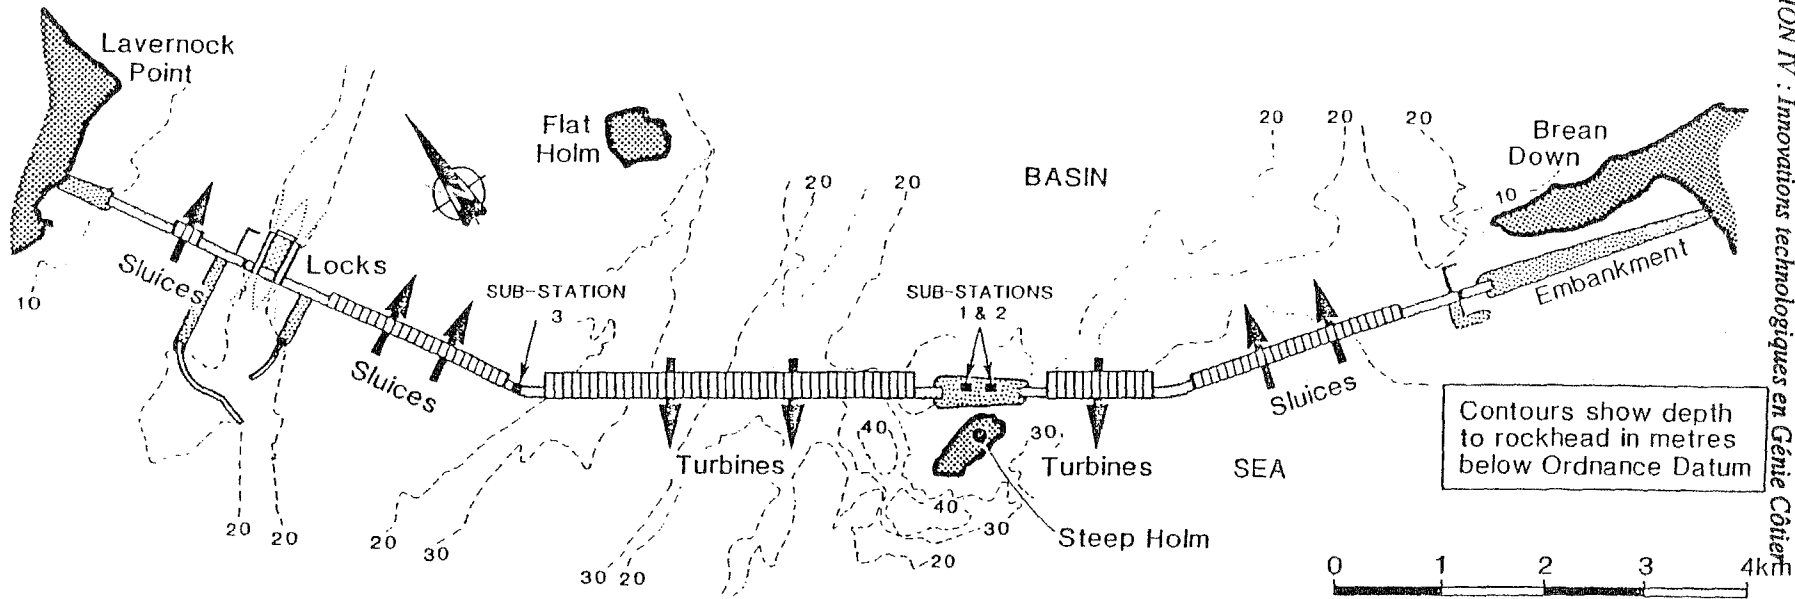 Lavernock
Point
Flat
Holm
BASIN
20
20
20
Brean
Down
10
20
20
Sluices
Locks
10
SUB-STATION
3
SUB-STATIONS
1 & 2
Embankment
Sluices
Sluices
40
30
Turbines
Turbines
SEA
Contours show depth
to rockhead in metres
below Ordnance Datum
40
30
20
Steep Holm
20
20
20
30
30
20
0 1 2 3 4km
ION IV : Innovations technologiques en Génie Côtier